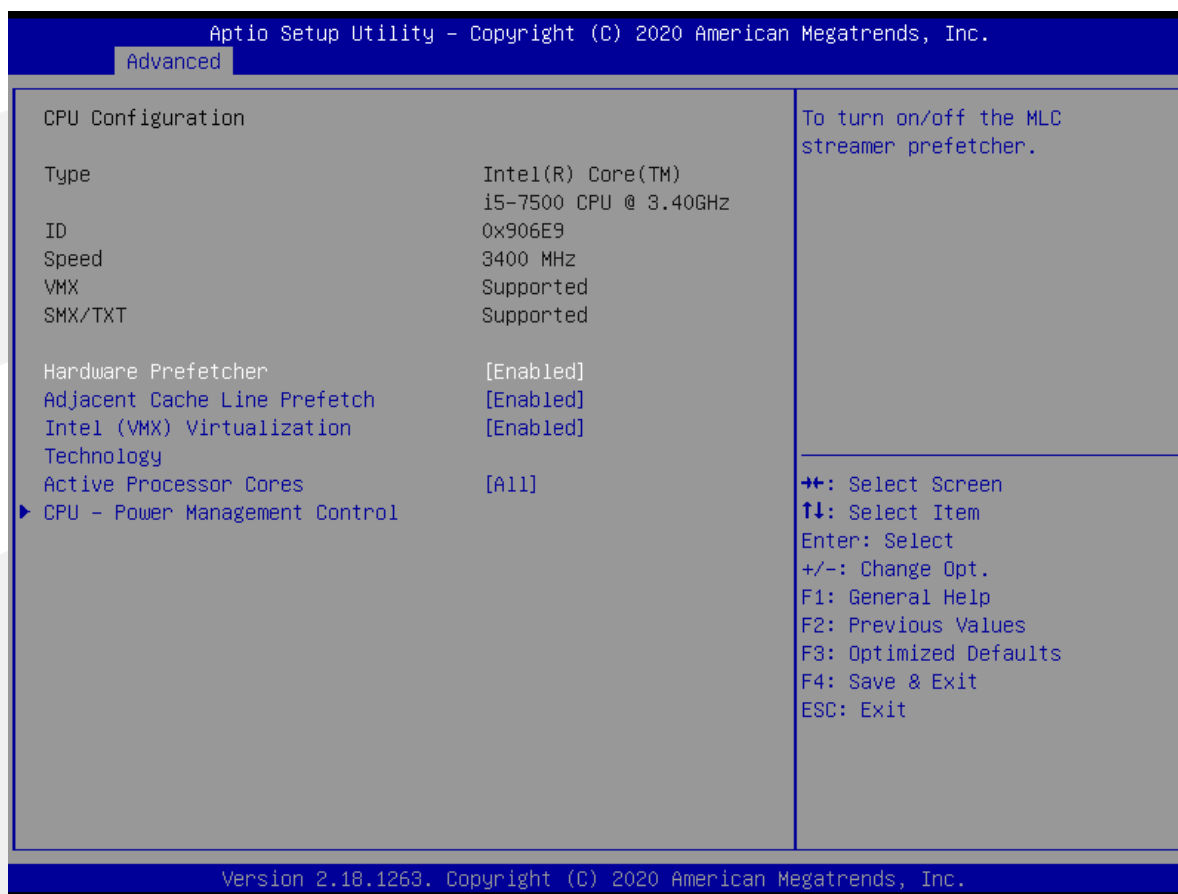 Aptio Setup Utility – Copyright (C) 2020 American Megatrends, Inc.
Advanced
CPU Configuration
Type Intel(R) Core(TM)
i5-7500 CPU @ 3.40GHz
ID 0x906E9
Speed 3400 MHz
VMX Supported
SMX/TXT Supported
Hardware Prefetcher [Enabled]
Adjacent Cache Line Prefetch [Enabled]
Intel (VMX) Virtualization [Enabled]
Technology
Active Processor Cores [All]
▶ CPU – Power Management Control
To turn on/off the MLC
streamer prefetcher.
→←: Select Screen
↑↓: Select Item
Enter: Select
+/-: Change Opt.
F1: General Help
F2: Previous Values
F3: Optimized Defaults
F4: Save & Exit
ESC: Exit
Version 2.18.1263. Copyright (C) 2020 American Megatrends, Inc.